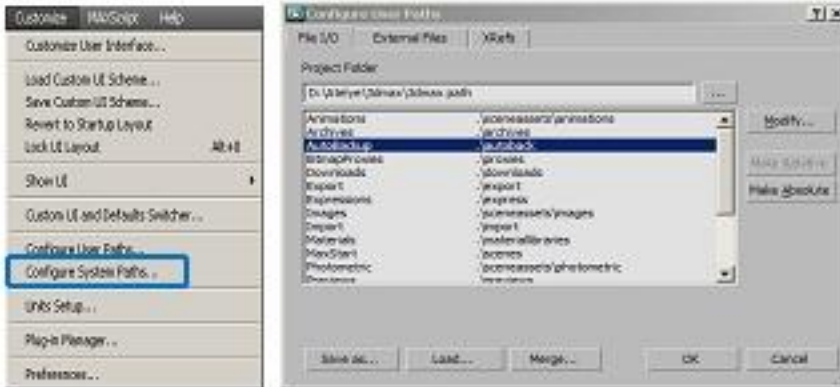 Customize MAXScript Help
Customize User Interface...
Load Custom UI Scheme...
Save Custom UI Scheme...
Revert to Startup Layout
Lock UI Layout Alt+0
Show UI
Custom UI and Defaults Switcher...
Configure User Paths...
Configure System Paths...
Units Setup...
Plug-in Manager...
Preferences...
Configure User Paths
File I/O External Files XRefs
Project Folder
...
Animations .\sceneassets\animations
Archives .\archives
AutoBackup .\autoback
BitmapProxies .\proxies
Downloads .\downloads
Export .\export
Expressions .\express
Images .\sceneassets\images
Import .\import
Materials .\materiallibraries
MaxStart .\scenes
Photometric .\sceneassets\photometric
Previews .\previews
Modify...
Make Relative
Make Absolute
Save as... Load... Merge... OK Cancel